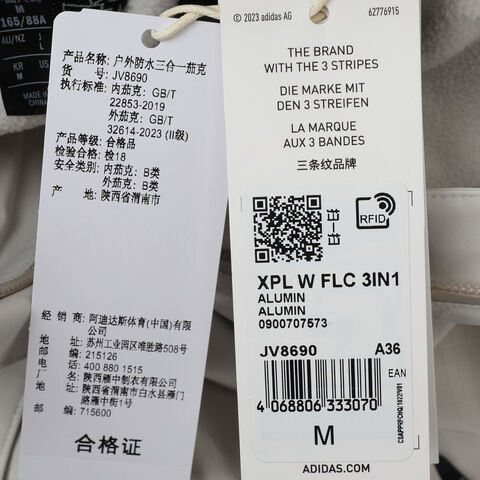 M
165/88A
AU/NZ J
L L
KR
M
MADE IN
CHINA
产品名称: 户外防水三合一茄克
货 号: JV8690
执行标准: 内茄克: GB/T
22853-2019
外茄克: GB/T
32614-2023 (II级)
产品等级: 合格品
检验合格: 检18
安全类别: 内茄克: B类
外茄克: B类
产 地: 陕西省渭南市
经 销 商: 阿迪达斯体育(中国)有限公司
地 址: 苏州工业园区唯胜路508号
邮 编: 215126
电 话: 400 880 1515
厂 名: 陕西雁中制衣有限公司
地 址: 陕西省渭南市白水县雁门
路雁中街1号
邮 编: 715600
合格证
© 2023 adidas AG
62776915
THE BRAND
WITH THE 3 STRIPES
DIE MARKE MIT
DEN 3 STREIFEN
LA MARQUE
AUX 3 BANDES
三条纹品牌
RFID
XPL W FLC 3IN1
ALUMIN
ALUMIN
0900707573
JV8690 A36
EAN
4 068806 333070
M
ADIDAS.COM